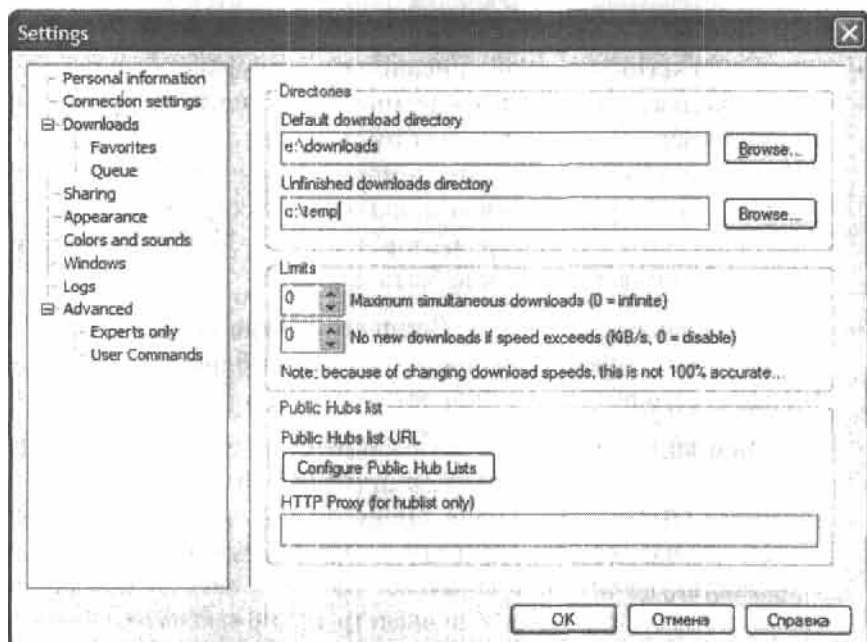 Settings
Personal information
Connection settings
Downloads
Favorites
Queue
Sharing
Appearance
Colors and sounds
Windows
Logs
Advanced
Experts only
User Commands
Directories
Default download directory
e:\downloads
Browse...
Unfinished downloads directory
c:\temp
Browse...
Limits
0 Maximum simultaneous downloads (0 = infinite)
0 No new downloads if speed exceeds (KiB/s, 0 = disable)
Note: because of changing download speeds, this is not 100% accurate...
Public Hubs list
Public Hubs list URL
Configure Public Hub Lists
HTTP Proxy (for hublist only)
OK Отмена Справка